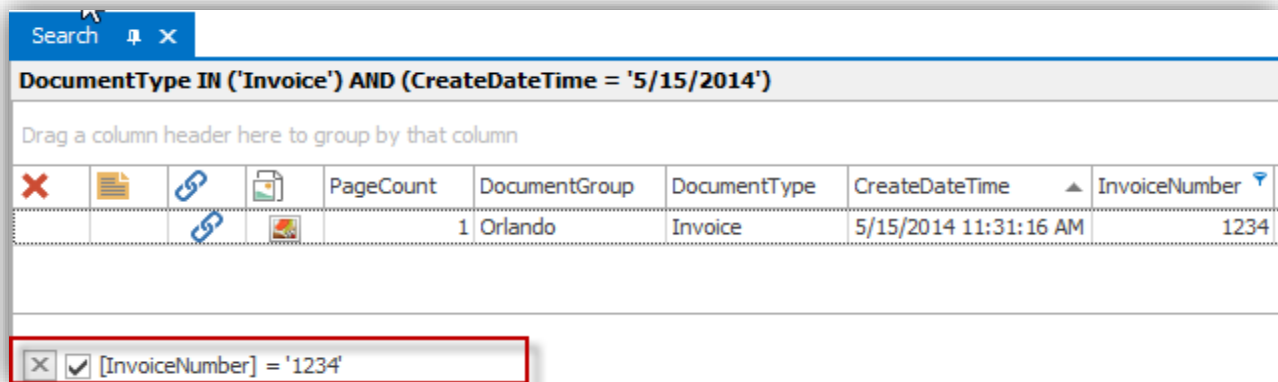 Search
DocumentType IN ('Invoice') AND (CreateDateTime = '5/15/2014')
Drag a column header here to group by that column
PageCount DocumentGroup DocumentType CreateDateTime InvoiceNumber
1 Orlando Invoice 5/15/2014 11:31:16 AM 1234
[InvoiceNumber] = '1234'